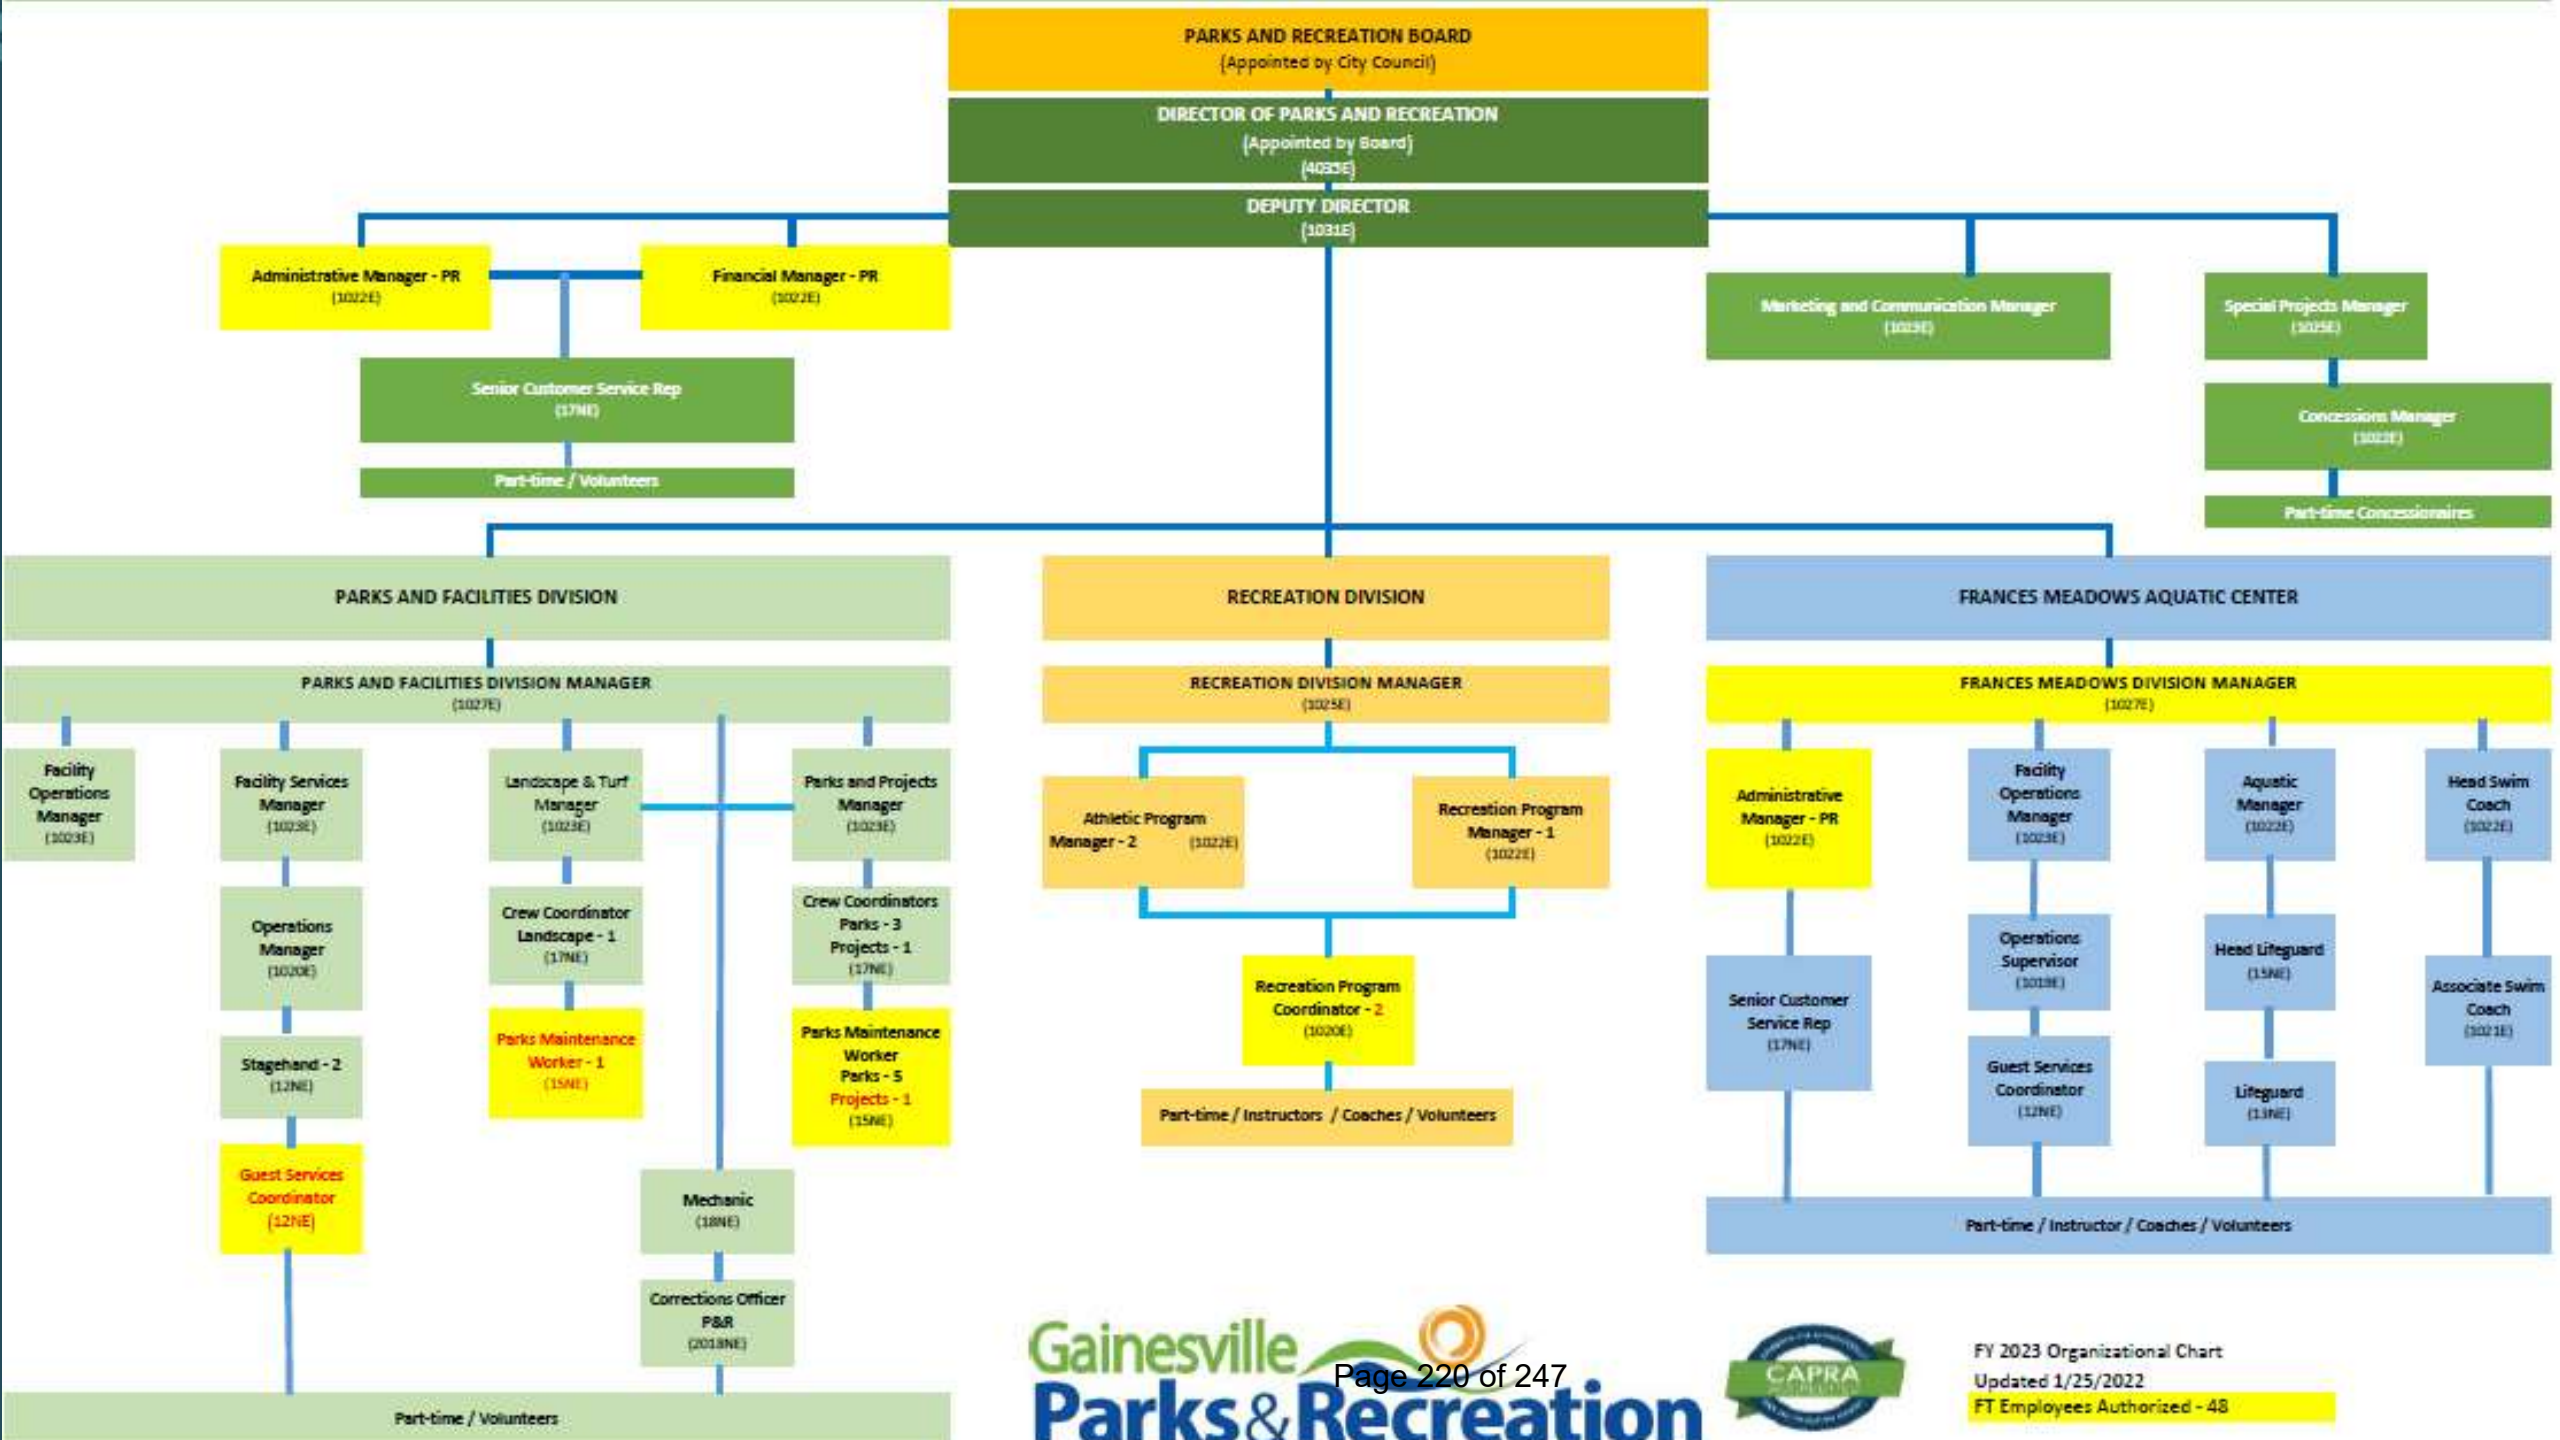 PARKS AND RECREATION BOARD
(Appointed by City Council)
DIRECTOR OF PARKS AND RECREATION
(Appointed by Board)
(4035E)
DEPUTY DIRECTOR
(1031E)
Administrative Manager - PR
(1022E)
Financial Manager - PR
(1022E)
Marketing and Communication Manager
(1023E)
Special Projects Manager
(1025E)
Senior Customer Service Rep
(17NE)
Concessions Manager
(1022E)
Part-time / Volunteers
Part-time Concessionaires
PARKS AND FACILITIES DIVISION
PARKS AND FACILITIES DIVISION MANAGER
(1027E)
Facility
Operations
Manager
(1023E)
Facility Services
Manager
(1023E)
Operations
Manager
(1020E)
Stagehand - 2
(12NE)
Guest Services
Coordinator
(12NE)
Landscape & Turf
Manager
(1023E)
Crew Coordinator
Landscape - 1
(17NE)
Parks Maintenance
Worker - 1
(15NE)
Parks and Projects
Manager
(1023E)
Crew Coordinators
Parks - 3
Projects - 1
(17NE)
Parks Maintenance
Worker
Parks - 5
Projects - 1
(15NE)
Mechanic
(18NE)
Corrections Officer
P&R
(2018NE)
Part-time / Volunteers
RECREATION DIVISION
RECREATION DIVISION MANAGER
(1025E)
Athletic Program
Manager - 2 (1022E)
Recreation Program
Manager - 1
(1022E)
Recreation Program
Coordinator - 2
(1020E)
Part-time / Instructors / Coaches / Volunteers
FRANCES MEADOWS AQUATIC CENTER
FRANCES MEADOWS DIVISION MANAGER
(1027E)
Administrative
Manager - PR
(1022E)
Senior Customer
Service Rep
(17NE)
Facility
Operations
Manager
(1023E)
Operations
Supervisor
Guest Services
Coordinator
(12NE)
Aquatic
Manager
(1022E)
Head Lifeguard
(15NE)
Lifeguard
(13NE)
Head Swim
Coach
(1022E)
Associate Swim
Coach
(1021E)
Part-time / Instructor / Coaches / Volunteers
Gainesville
Parks&Recreation
Page 220 of 247
CAPRA
FY 2023 Organizational Chart
Updated 1/25/2022
FT Employees Authorized - 48